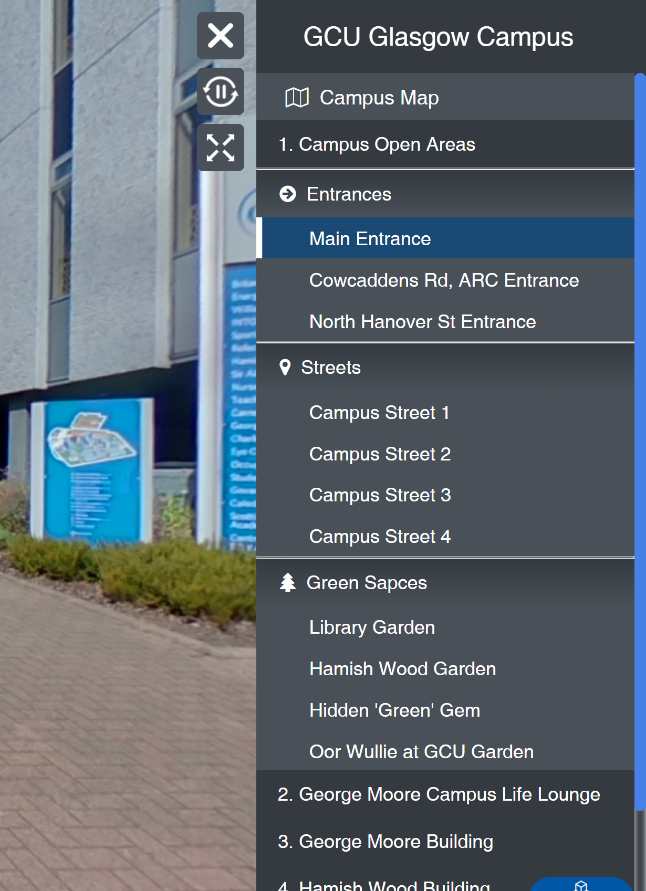 GCU Glasgow Campus
Campus Map
1. Campus Open Areas
Entrances
Main Entrance
Cowcaddens Rd, ARC Entrance
North Hanover St Entrance
Streets
Campus Street 1
Campus Street 2
Campus Street 3
Campus Street 4
Green Sapces
Library Garden
Hamish Wood Garden
Hidden 'Green' Gem
Oor Wullie at GCU Garden
2. George Moore Campus Life Lounge
3. George Moore Building
4. Hamish Wood Building